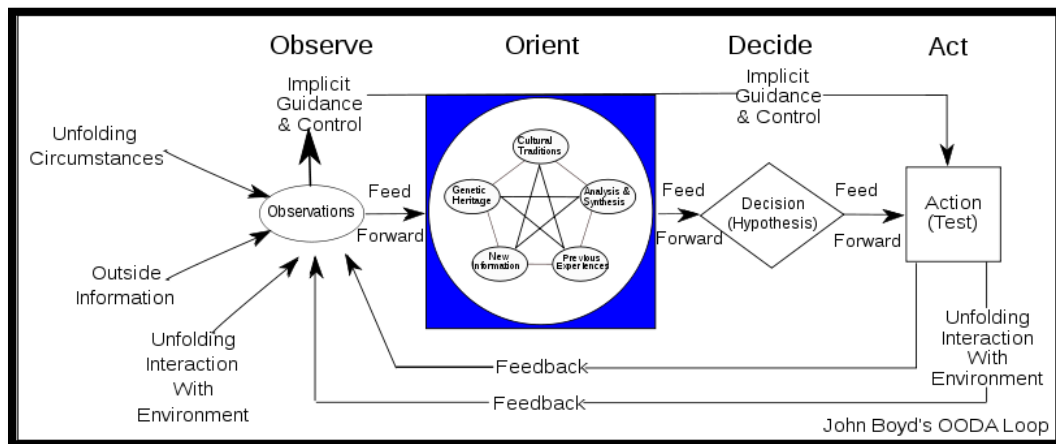 Observe
Orient
Decide
Act
Implicit
Guidance
& Control
Implicit
Guidance
& Control
Unfolding
Circumstances
Observations
Outside
Information
Unfolding
Interaction
With
Environment
Feed
Forward
Cultural
Traditions
Genetic
Heritage
Analysis &
Synthesis
New
Information
Previous
Experiences
Feed
Forward
Decision
(Hypothesis)
Feed
Forward
Action
(Test)
Unfolding
Interaction
With
Environment
Feedback
Feedback
John Boyd's OODA Loop